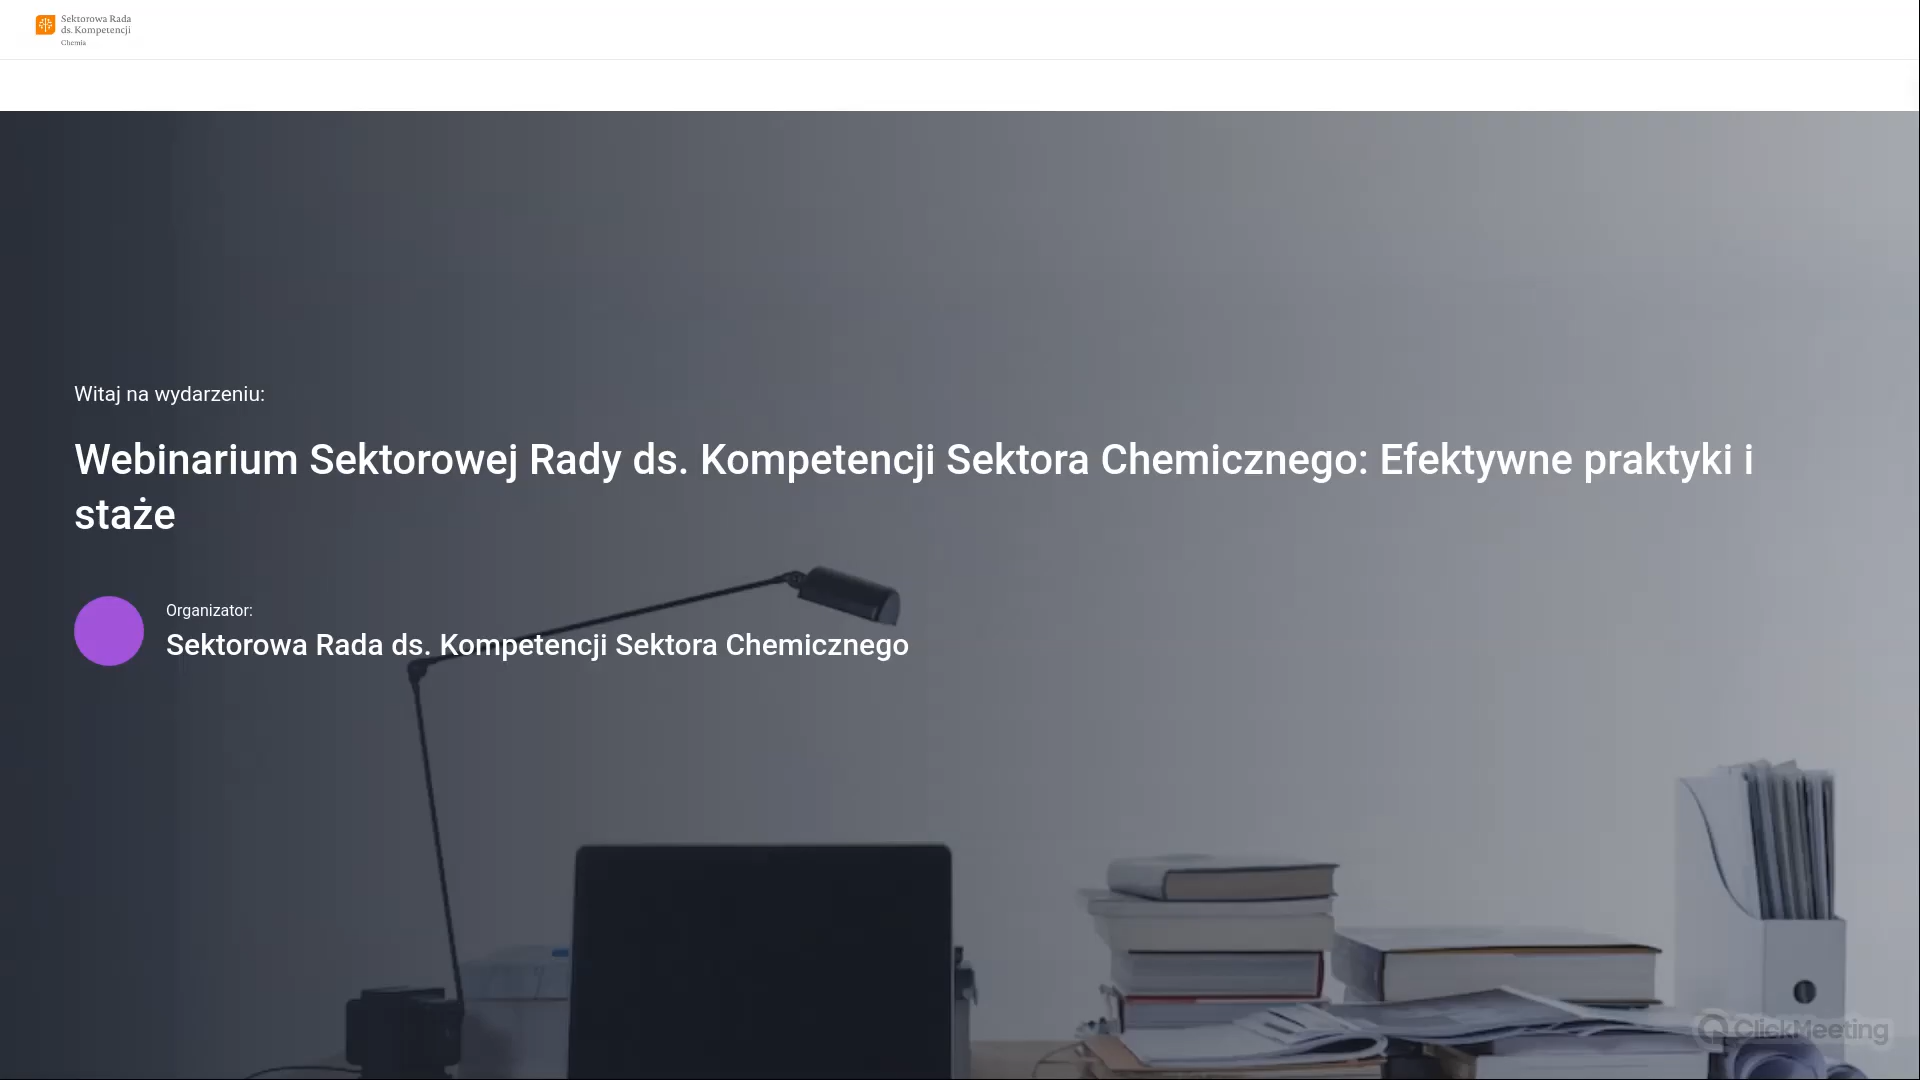 Sektorowa Rada
ds. Kompetencji
Chemia
Witaj na wydarzeniu:
Webinarium Sektorowej Rady ds. Kompetencji Sektora Chemicznego: Efektywne praktyki i
staże
Organizator:
Sektorowa Rada ds. Kompetencji Sektora Chemicznego
ClickMeeting